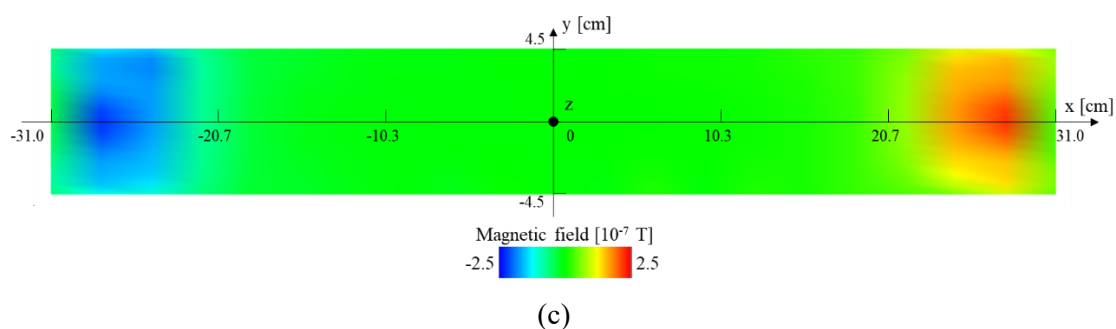 y [cm]
4.5
z
x [cm]
-31.0 -20.7 -10.3 0 10.3 20.7 31.0
-4.5
Magnetic field [10⁻⁷ T]
-2.5 2.5
(c)